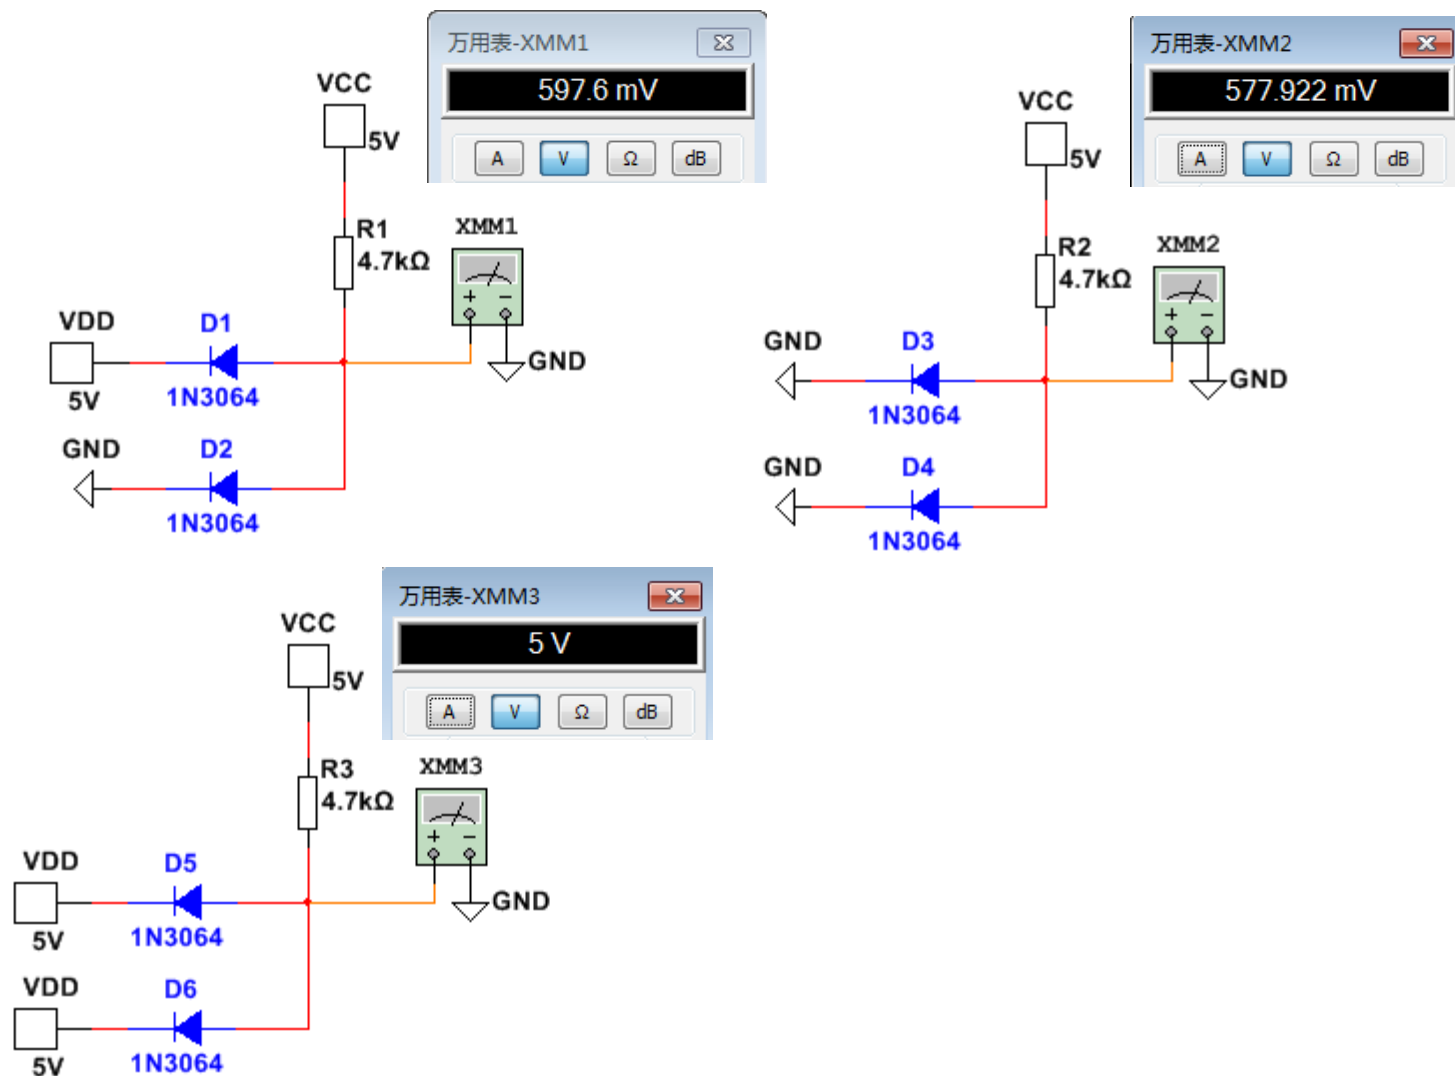 万用表-XMM1
597.6 mV
A V Ω dB
VCC
5V
R1
4.7kΩ
XMM1
VDD
5V
D1
1N3064
GND
GND
D2
1N3064
万用表-XMM2
577.922 mV
A V Ω dB
VCC
5V
R2
4.7kΩ
XMM2
GND
D3
1N3064
GND
GND
D4
1N3064
万用表-XMM3
5 V
A V Ω dB
VCC
5V
R3
4.7kΩ
XMM3
VDD
5V
D5
1N3064
GND
VDD
5V
D6
1N3064